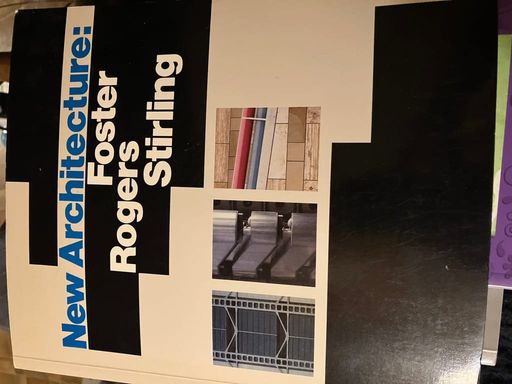 New Architecture:
Foster
Rogers
Stirling